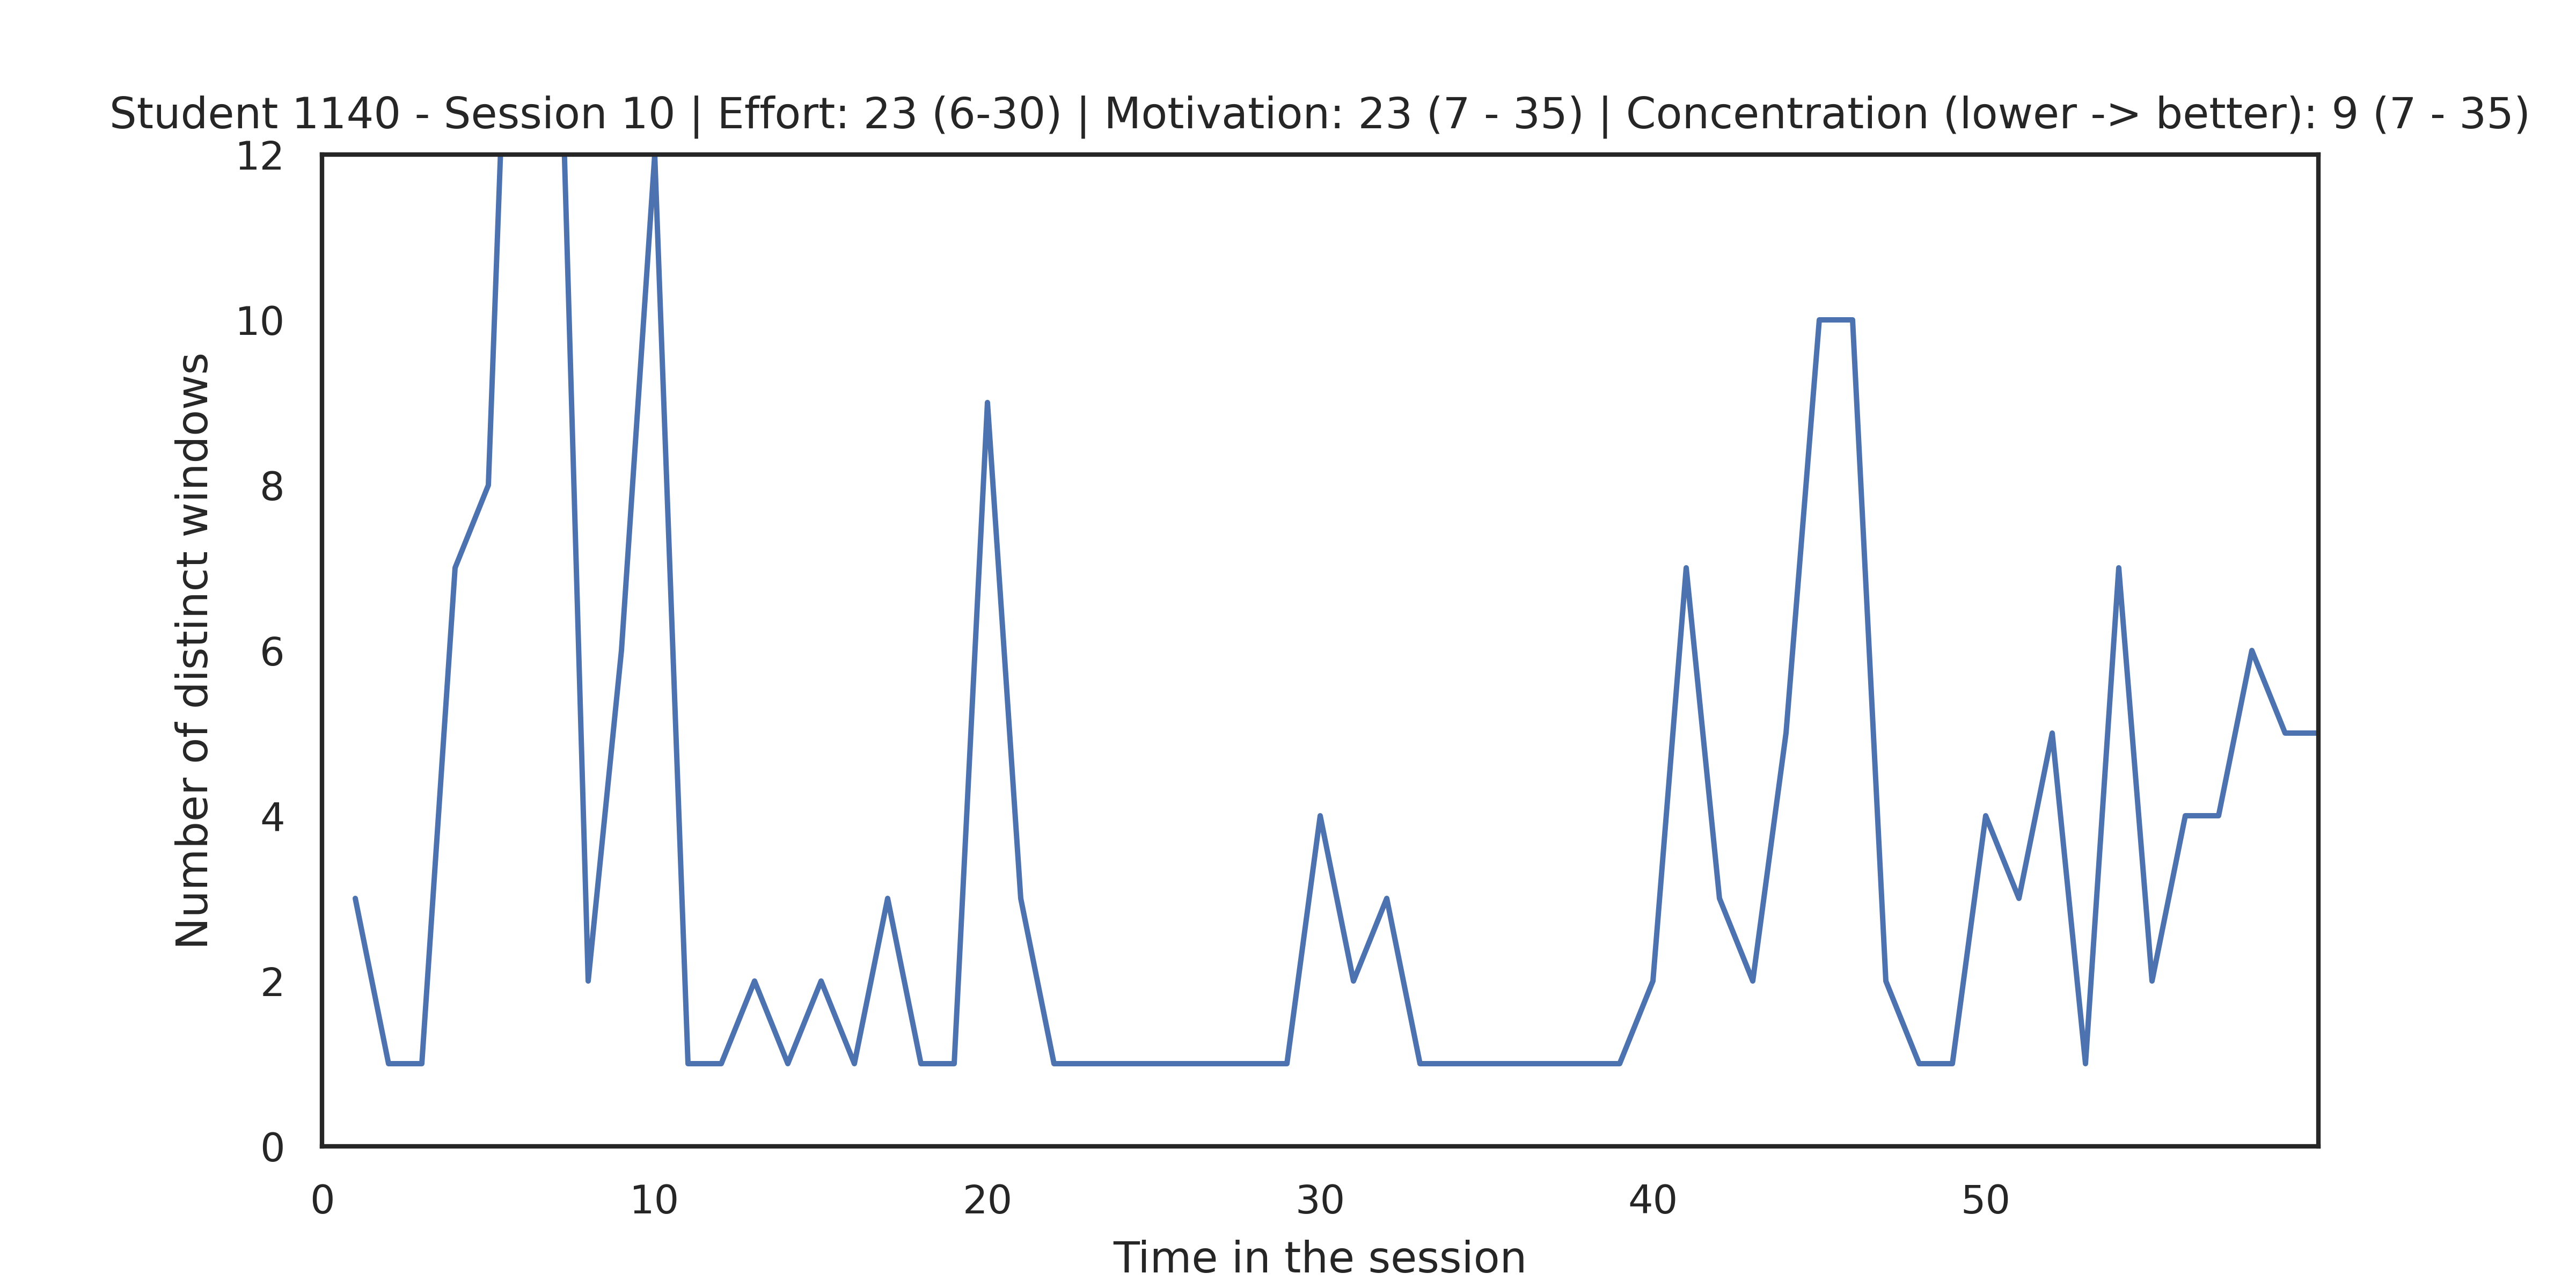 Student 1140 - Session 10 | Effort: 23 (6-30) | Motivation: 23 (7 - 35) | Concentration (lower -> better): 9 (7 - 35)
12
10
8
6
4
2
0
Number of distinct windows
0 10 20 30 40 50
Time in the session